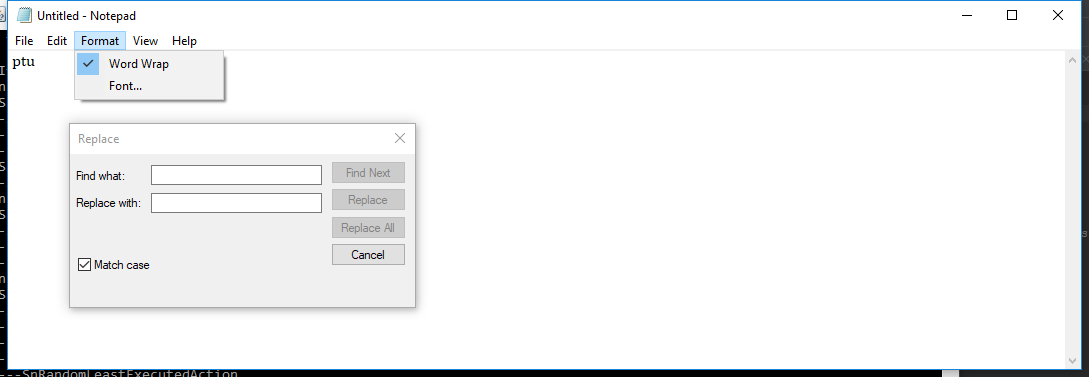 Untitled - Notepad
File Edit Format View Help
ptu
Word Wrap
Font...
Replace
Find what:
Find Next
Replace with:
Replace
Replace All
Cancel
Match case
---SnRandomLeastExecutedAction